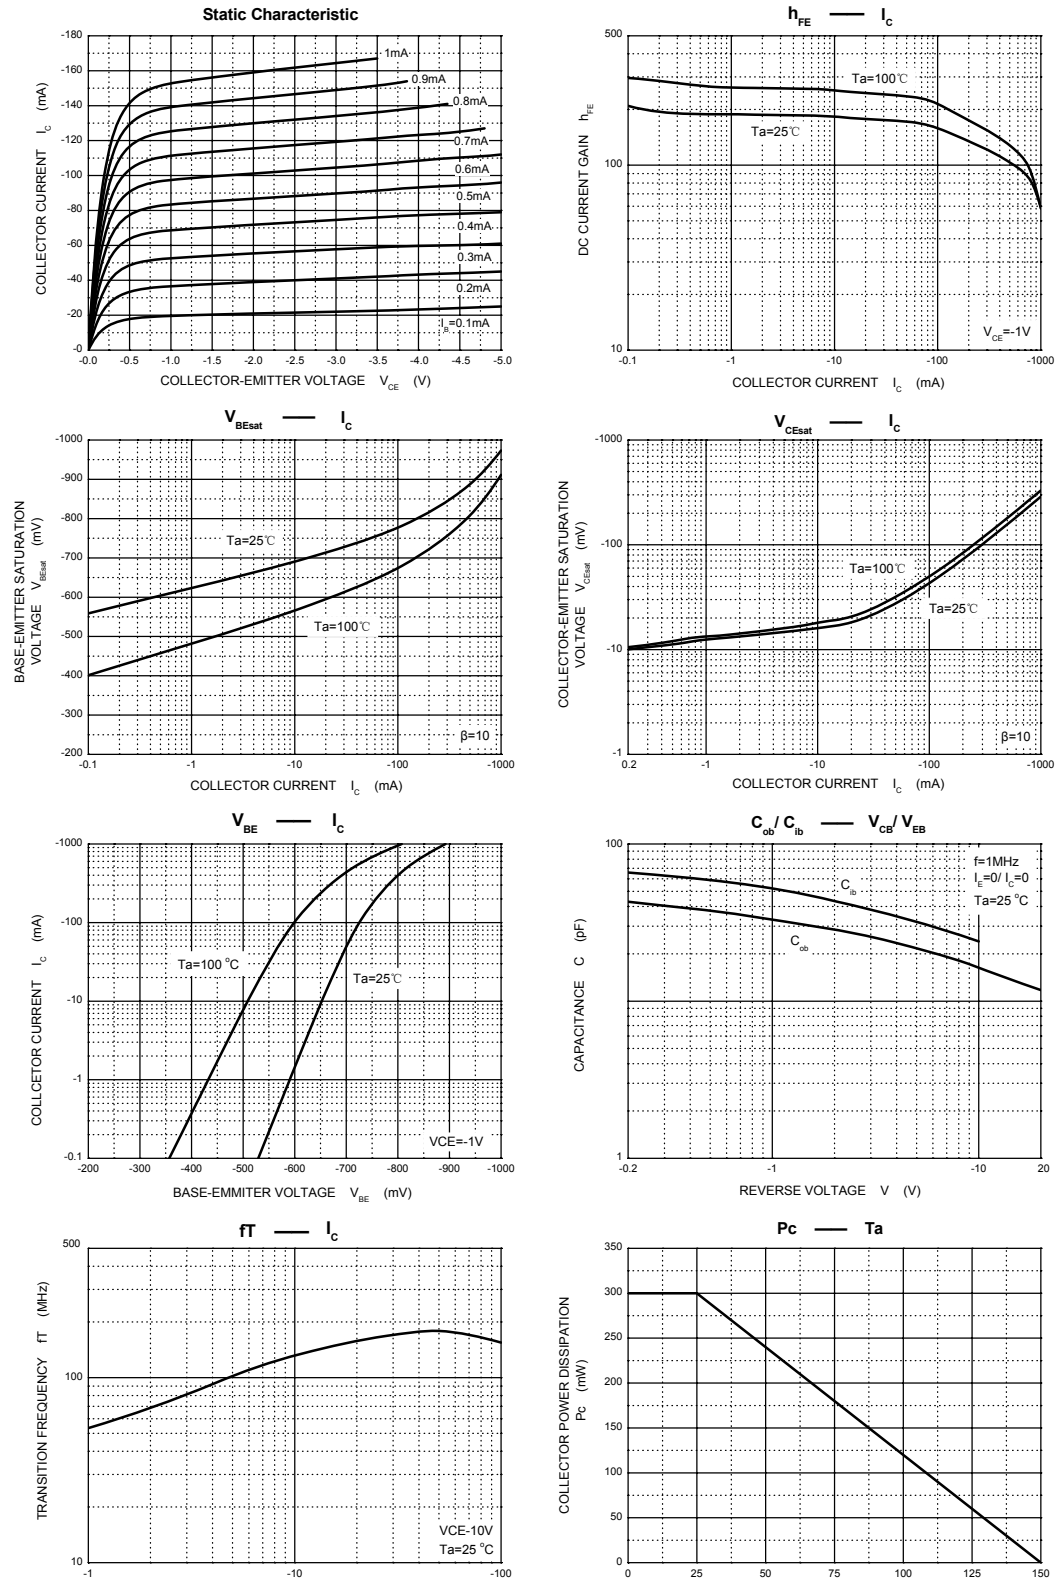 Static Characteristic
-180
-160
-140
-120
-100
-80
-60
-40
-20
-0
COLLECTOR CURRENT I_C (mA)
1mA
0.9mA
0.8mA
0.7mA
0.6mA
0.5mA
0.4mA
0.3mA
0.2mA
I_B=0.1mA
-0.0 -0.5 -1.0 -1.5 -2.0 -2.5 -3.0 -3.5 -4.0 -4.5 -5.0
COLLECTOR-EMITTER VOLTAGE V_CE (V)
h_FE —— I_C
500
100
10
DC CURRENT GAIN h_FE
Ta=100℃
Ta=25℃
V_CE=-1V
-0.1 -1 -10 -100 -1000
COLLECTOR CURRENT I_C (mA)
V_BEsat —— I_C
-1000
-900
-800
-700
-600
-500
-400
-300
-200
BASE-EMITTER SATURATION
VOLTAGE V_BEsat (mV)
Ta=25℃
Ta=100℃
β=10
-0.1 -1 -10 -100 -1000
COLLECTOR CURRENT I_C (mA)
V_CEsat —— I_C
-1000
-100
-10
-1
COLLECTOR-EMITTER SATURATION
VOLTAGE V_CEsat (mV)
Ta=100℃
Ta=25℃
β=10
0.2 -1 -10 -100 -1000
COLLECTOR CURRENT I_C (mA)
V_BE —— I_C
-1000
-100
-10
-1
-0.1
COLLCETOR CURRENT I_C (mA)
Ta=100 °C
Ta=25℃
VCE=-1V
-200 -300 -400 -500 -600 -700 -800 -900 -1000
BASE-EMMITER VOLTAGE V_BE (mV)
C_ob/ C_ib —— V_CB/ V_EB
100
1
CAPACITANCE C (pF)
f=1MHz
I_E=0/ I_C=0
Ta=25 °C
C_ib
C_ob
-0.2 -1 -10 20
REVERSE VOLTAGE V (V)
fT —— I_C
500
100
10
TRANSITION FREQUENCY fT (MHz)
VCE-10V
Ta=25 °C
-1 -10 -100
Pc —— Ta
350
300
250
200
150
100
50
0
COLLECTOR POWER DISSIPATION
Pc (mW)
0 25 50 75 100 125 150